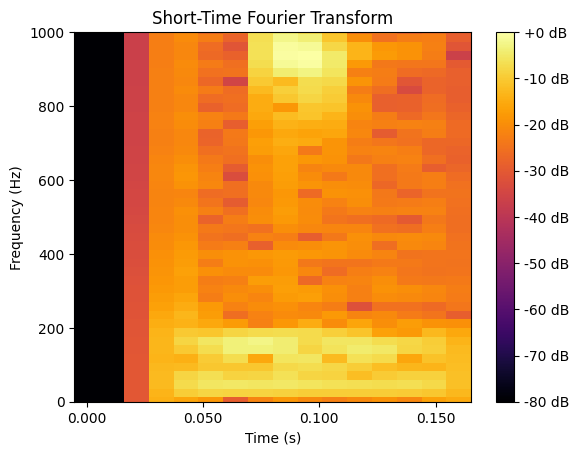 Short-Time Fourier Transform
1000
800
600
400
200
0
Frequency (Hz)
0.000
0.050
0.100
0.150
Time (s)
+0 dB
-10 dB
-20 dB
-30 dB
-40 dB
-50 dB
-60 dB
-70 dB
-80 dB